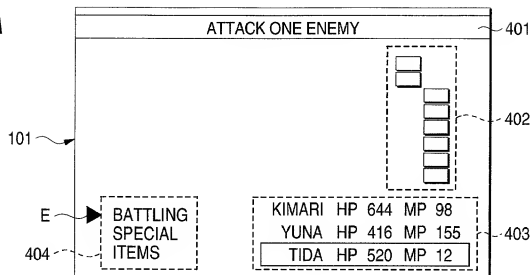 ATTACK ONE ENEMY
401
402
101
E
BATTLING
SPECIAL
ITEMS
404
KIMARI HP 644 MP 98
YUNA HP 416 MP 155
TIDA HP 520 MP 12
403